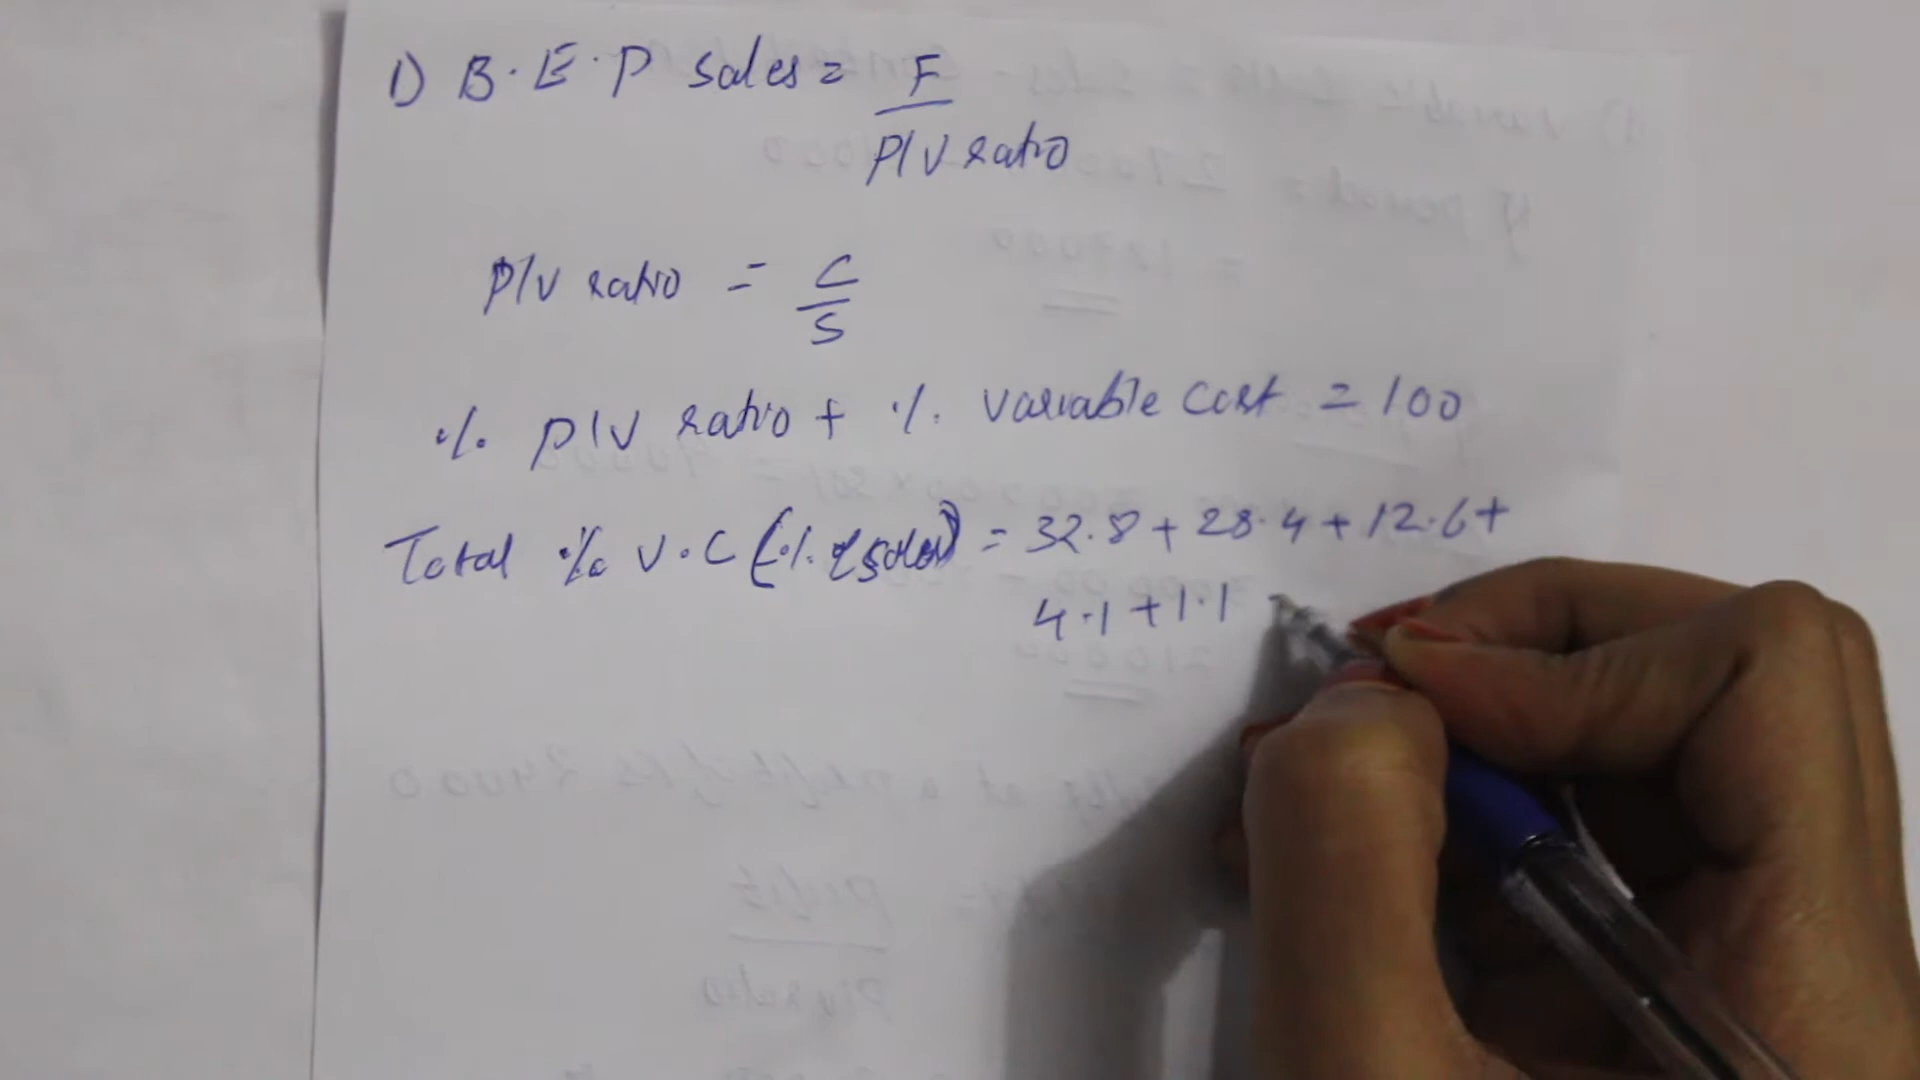 1) B.E.P sales = F
P/V ratio
P/V ratio = C
S
% P/V ratio + % variable cost = 100
Total % V.C (% of sales) = 32.8 + 28.4 + 12.6 +
4.1 + 1.1